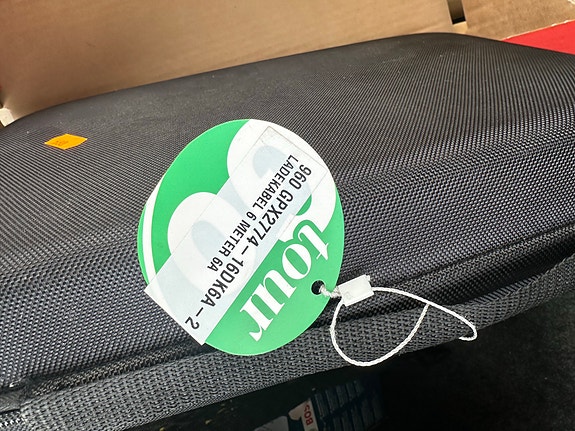 960 GPX2774-16DK6A-2
LADEKABEL 6 METER 6A
tour